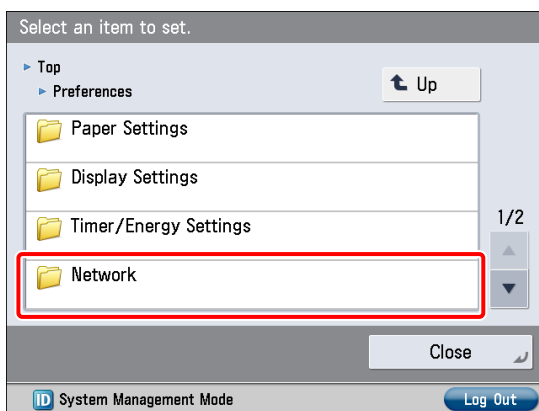 Select an item to set.
Top
Preferences
Up
Paper Settings
Display Settings
Timer/Energy Settings
1/2
Network
Close
ID System Management Mode
Log Out